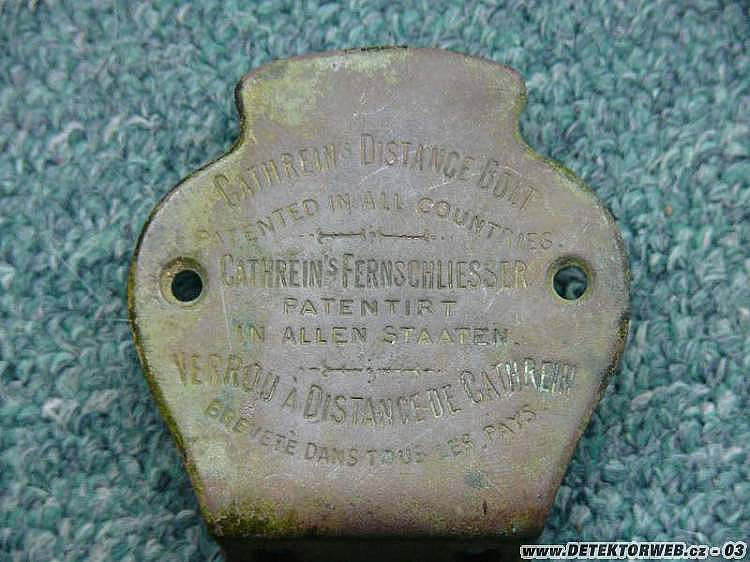 CATHREIN'S DISTANCE BOLT
PATENTED IN ALL COUNTRIES.
CATHREIN'S FERNSCHLIESSER
PATENTIRT
IN ALLEN STAATEN.
VERROU À DISTANCE DE CATHREIN
BREVETÉ DANS TOUS LES PAYS
www.DETEKTORWEB.cz - 03